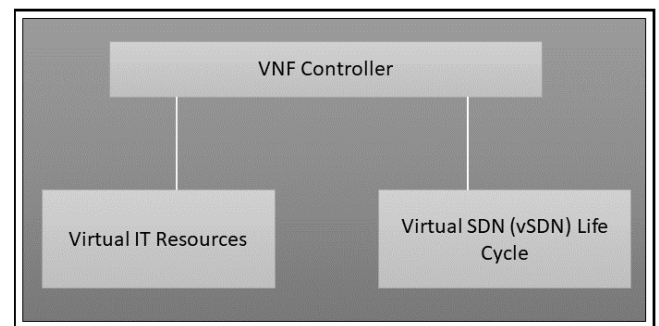 VNF Controller
Virtual IT Resources
Virtual SDN (vSDN) Life
Cycle